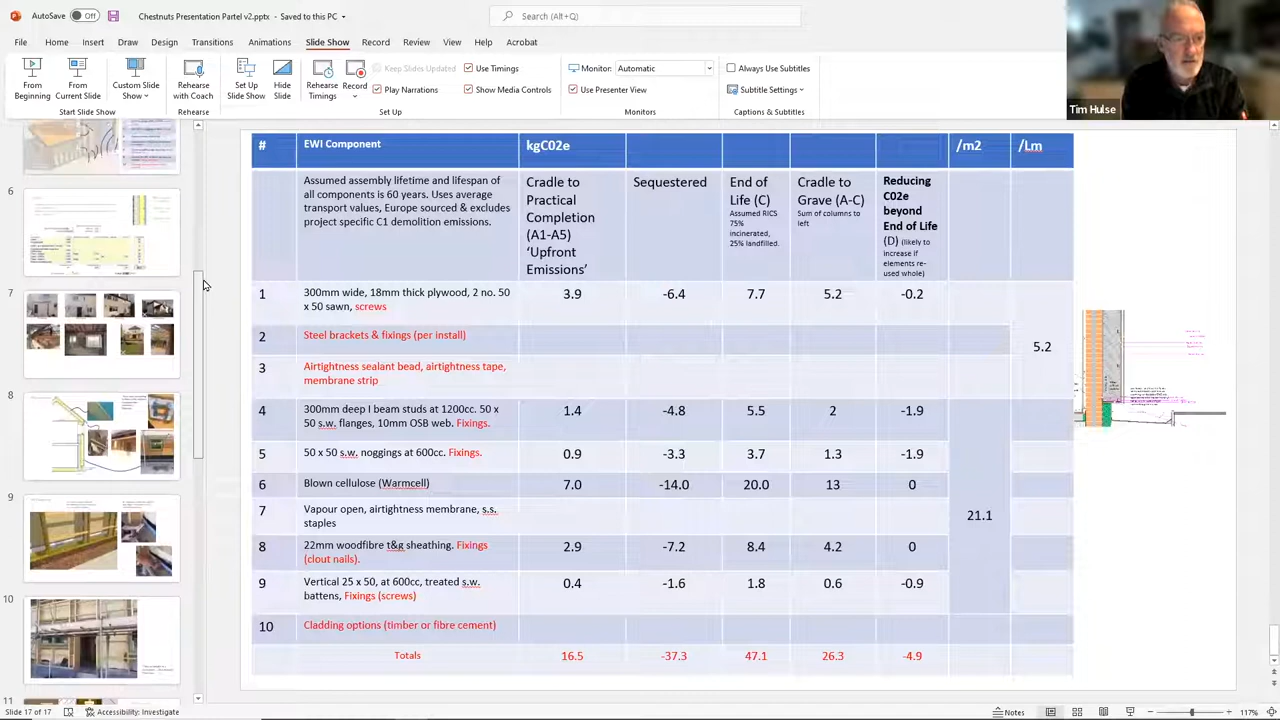 AutoSave Off Chestnuts Presentation Partel v2.pptx - Saved to this PC Search (Alt+Q)
File Home Insert Draw Design Transitions Animations Slide Show Record Review View Help Acrobat
From Beginning From Current Slide Custom Slide Show Rehearse with Coach Set Up Slide Show Hide Slide Rehearse Timings Record
Keep Slides Updated Use Timings
Play Narrations Show Media Controls
Monitor: Automatic
Use Presenter View
Always Use Subtitles
Subtitle Settings
Start Slide Show Rehearse Set Up Monitors Captions & Subtitles
Tim Hulse
6
7
8
9
10
11
# /m2 /Lm
Assumed assembly lifetime and lifespan of
all components is 60 years. Uses average
transport values, Europe sourced & excludes
project specific C1 demolition emissions.
Cradle to
Practical
Completion
(A1-A5)
'Upfront
Emissions'
Sequestered
End of
Life (C)
Assumed RICS
75%
incinerated,
Cradle to
Grave (A-C)
Sum of columns to
left
Reducing
C02e
beyond
End of Life
(D)
increase if
elements re-
used whole)
1 300mm wide, 18mm thick plywood, 2 no. 50
x 50 sawn, screws
3.9 -6.4 7.7 5.2 -0.2
2 Steel brackets & fixings (per install)
5.2
3 Airtightness sealant bead, airtightness
membrane strip
4 deep I beam studs
50 s.w. flanges, 10mm OSB web.
1.4 -4.8 5.5 2 -1.9
5 50 x 50 s.w. noggings at 600cc. Fixings.
0.9 -3.3 3.7 1.3 -1.9
6 Blown cellulose (Warmcell) 7.0 -14.0 20.0 13 0
7 Vapour open, airtightness membrane,
staples
21.1
8 22mm woodfibre t&g sheathing. Fixings
(clout nails).
2.9 -7.2 8.4 4.2 0
9 Vertical 25 x 50, at 600cc, treated s.w.
battens, Fixings (screws)
0.4 -1.6 1.8 0.6 -0.9
10 Cladding options (timber or fibre cement)
Totals 16.5 -37.3 47.1 26.3 -4.9
Slide 17 of 17 Accessibility: Investigate Notes 117%